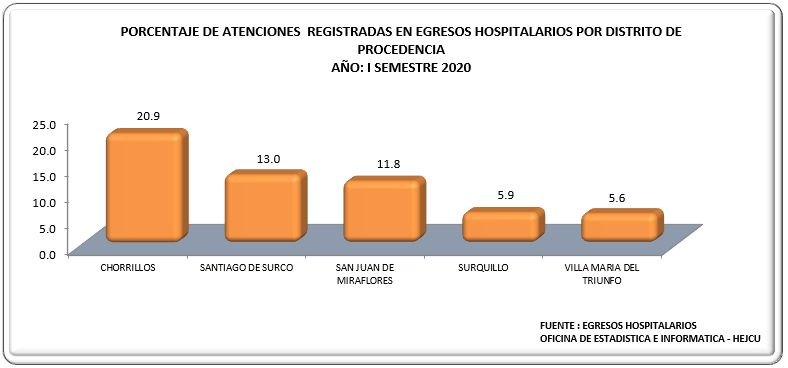 PORCENTAJE DE ATENCIONES REGISTRADAS EN EGRESOS HOSPITALARIOS POR DISTRITO DE
PROCEDENCIA
AÑO: I SEMESTRE 2020
20.9
13.0
11.8
5.9
5.6
25.0
20.0
15.0
10.0
5.0
0.0
CHORRILLOS
SANTIAGO DE SURCO
SAN JUAN DE
MIRAFLORES
SURQUILLO
VILLA MARIA DEL
TRIUNFO
FUENTE : EGRESOS HOSPITALARIOS
OFICINA DE ESTADISTICA E INFORMATICA - HEJCU